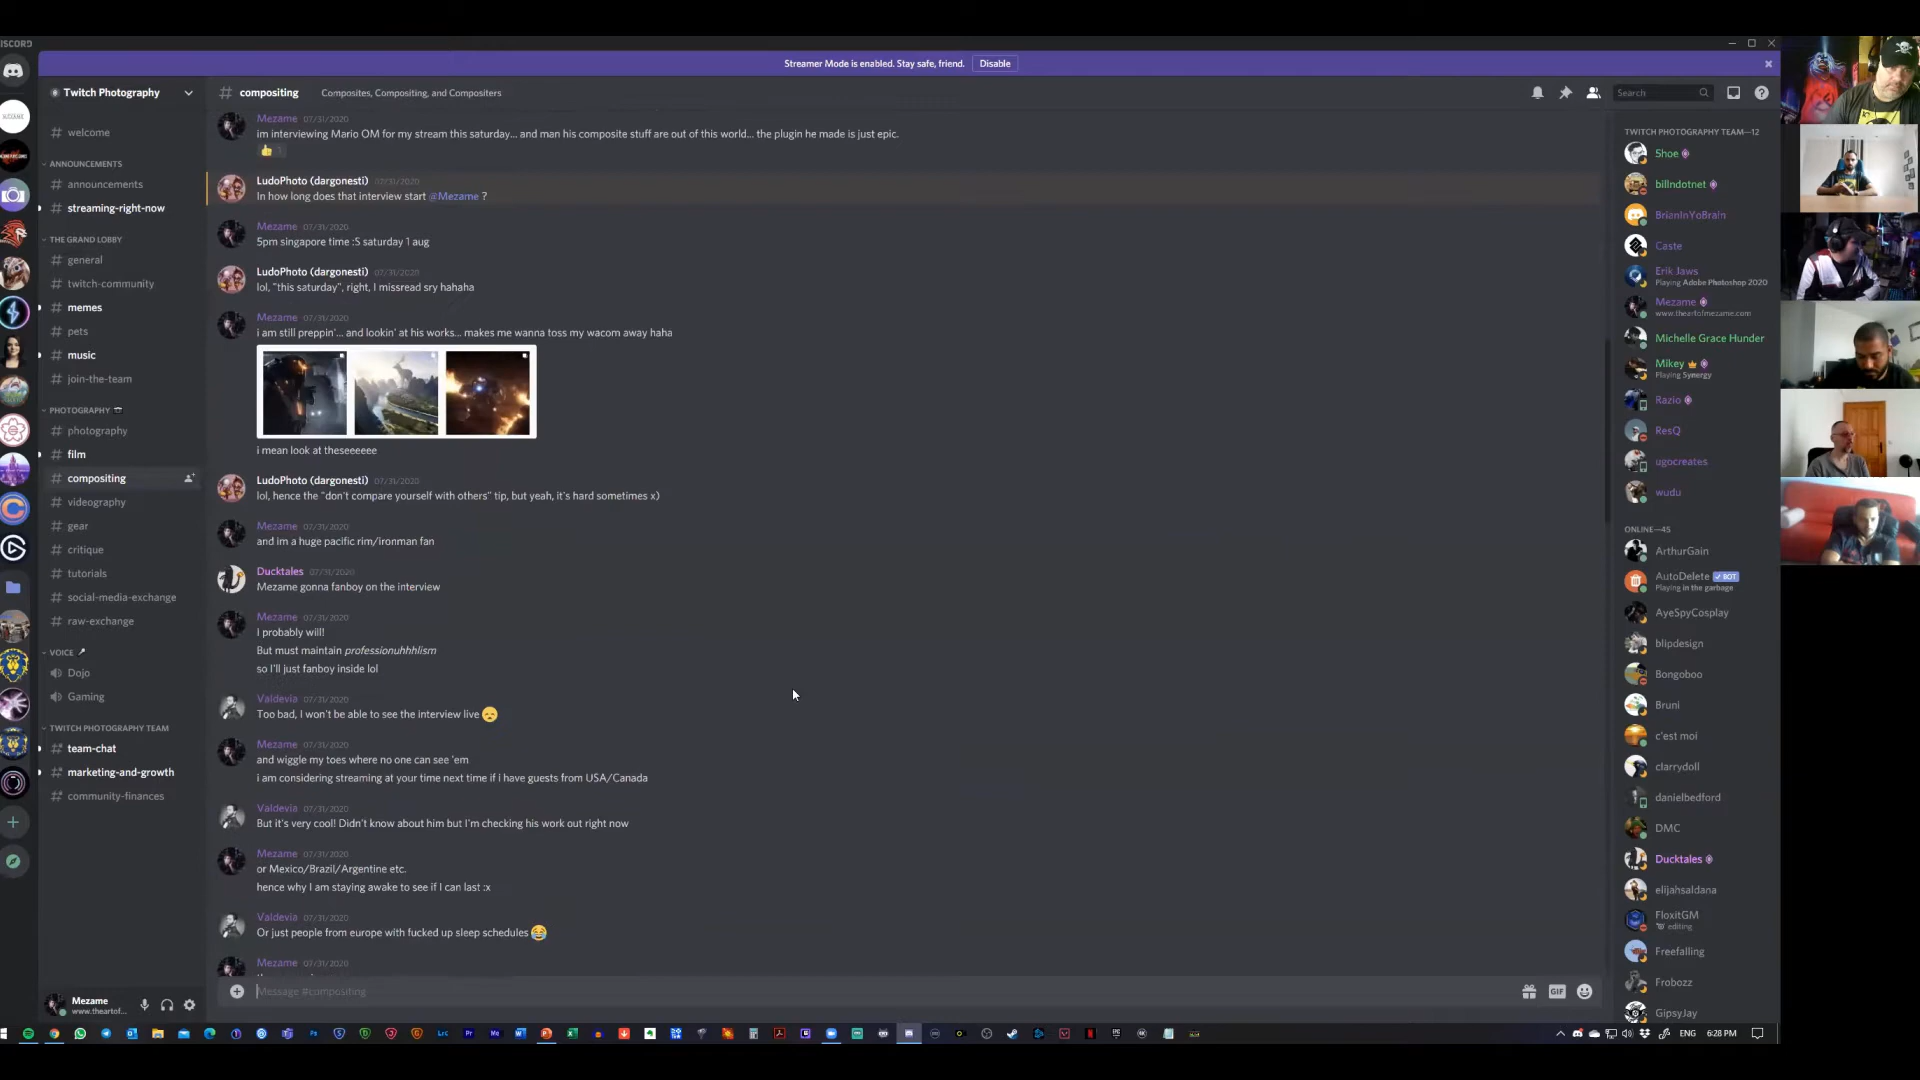 ISCORD
Streamer Mode is enabled. Stay safe, friend. Disable
Twitch Photography
compositing Composites, Compositing, and Compositers
Search
welcome
ANNOUNCEMENTS
announcements
streaming-right-now
THE GRAND LOBBY
general
twitch-community
memes
pets
music
join-the-team
PHOTOGRAPHY
photography
film
compositing
videography
gear
critique
tutorials
social-media-exchange
raw-exchange
VOICE
Dojo
Gaming
TWITCH PHOTOGRAPHY TEAM
team-chat
marketing-and-growth
community-finances
Mezame
www.theartof...
Mezame 07/31/2020
im interviewing Mario OM for my stream this saturday... and man his composite stuff are out of this world... the plugin he made is just epic.
LudoPhoto (dargonesti) 07/31/2020
In how long does that interview start @Mezame ?
Mezame 07/31/2020
5pm singapore time :S saturday 1 aug
LudoPhoto (dargonesti) 07/31/2020
lol, "this saturday", right, I missread sry hahaha
Mezame 07/31/2020
i am still preppin'... and lookin' at his works... makes me wanna toss my wacom away haha
i mean look at theseeeeee
LudoPhoto (dargonesti) 07/31/2020
lol, hence the "don't compare yourself with others" tip, but yeah, it's hard sometimes x)
Mezame 07/31/2020
and im a huge pacific rim/ironman fan
Ducktales 07/31/2020
Mezame gonna fanboy on the interview
Mezame 07/31/2020
I probably will!
But must maintain professionuhhhlism
so I'll just fanboy inside lol
Valdevia 07/31/2020
Too bad, I won't be able to see the interview live
Mezame 07/31/2020
and wiggle my toes where no one can see 'em
i am considering streaming at your time next time if i have guests from USA/Canada
Valdevia 07/31/2020
But it's very cool! Didn't know about him but I'm checking his work out right now
Mezame 07/31/2020
or Mexico/Brazil/Argentine etc.
hence why I am staying awake to see if I can last :x
Valdevia 07/31/2020
Or just people from europe with fucked up sleep schedules
Mezame 07/31/2020
Message #compositing
GIF
TWITCH PHOTOGRAPHY TEAM—12
Shoe
billndotnet
BrianInYoBrain
Caste
Erik Jaws
Playing Adobe Photoshop 2020
Mezame
www.theartofmezame.com
Michelle Grace Hunder
Mikey
Playing Synergy
Razio
ResQ
ugocreates
wudu
ONLINE—45
ArthurGain
AutoDelete BOT
Playing in the garbage
AyeSpyCosplay
blipdesign
Bongoboo
Bruni
c'est moi
clarrydoll
danielbedford
DMC
Ducktales
elijahsaldana
FloxitGM
editing
Freefalling
Frobozz
GipsyJay
ENG 6:28 PM